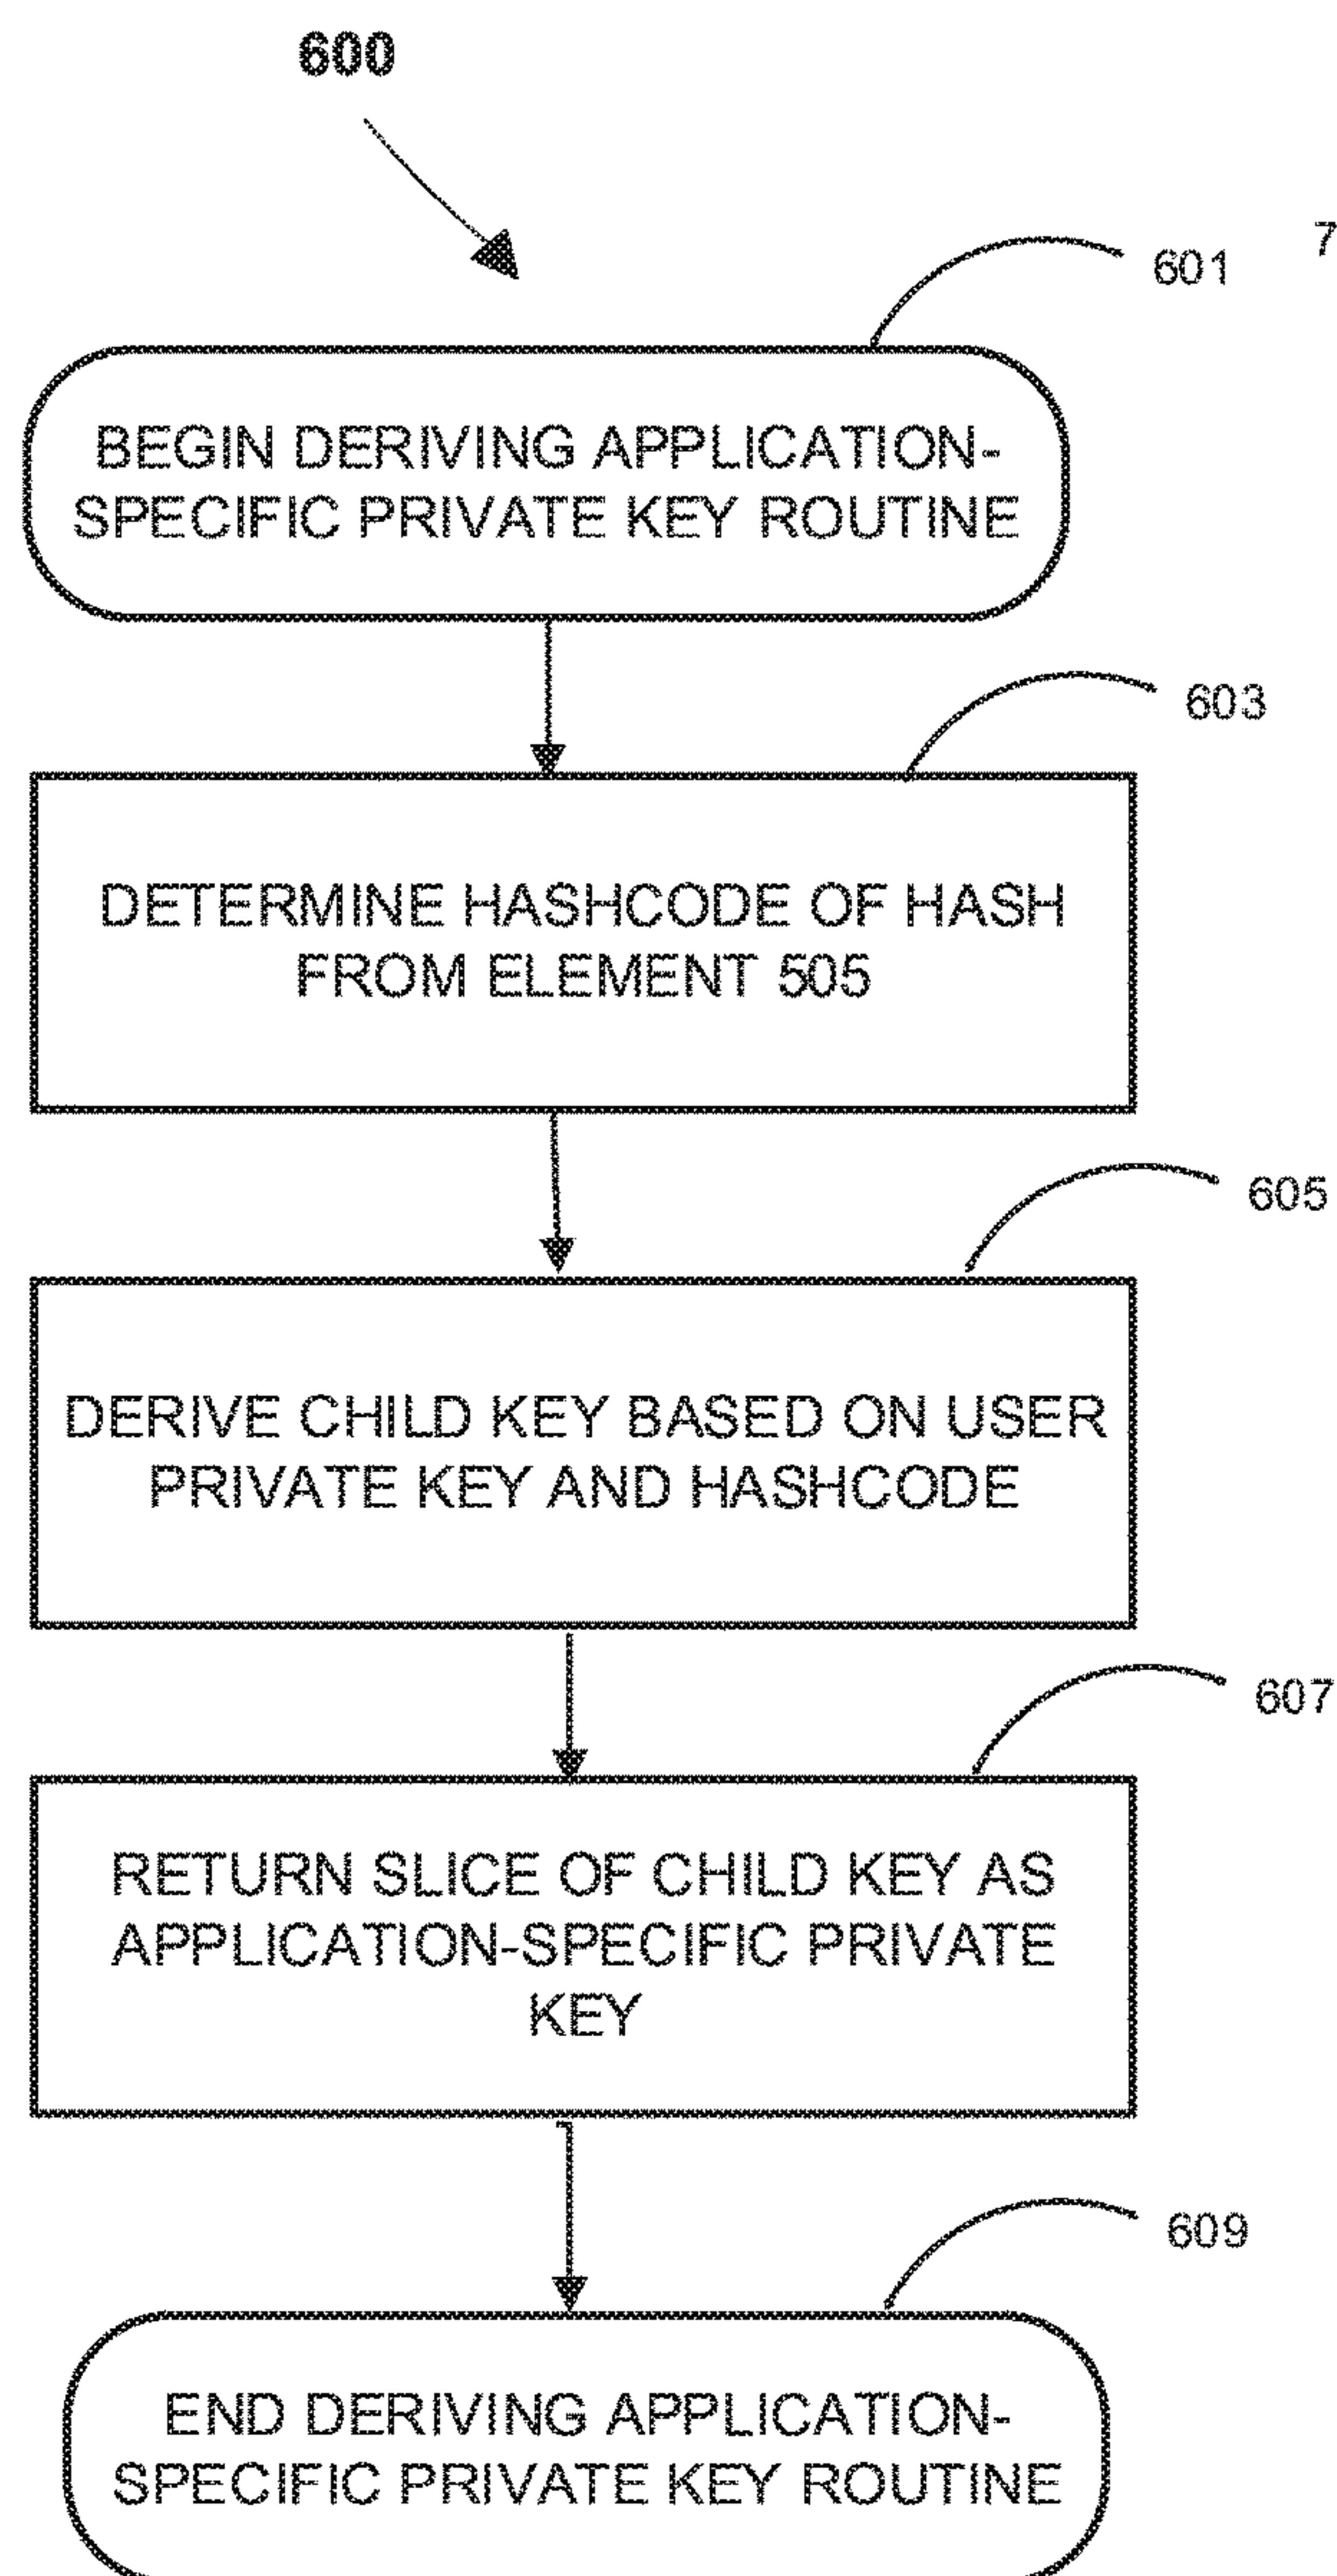 600
601
7
BEGIN DERIVING APPLICATION-
SPECIFIC PRIVATE KEY ROUTINE
603
DETERMINE HASHCODE OF HASH
FROM ELEMENT 505
605
DERIVE CHILD KEY BASED ON USER
PRIVATE KEY AND HASHCODE
607
RETURN SLICE OF CHILD KEY AS
APPLICATION-SPECIFIC PRIVATE
KEY
609
END DERIVING APPLICATION-
SPECIFIC PRIVATE KEY ROUTINE